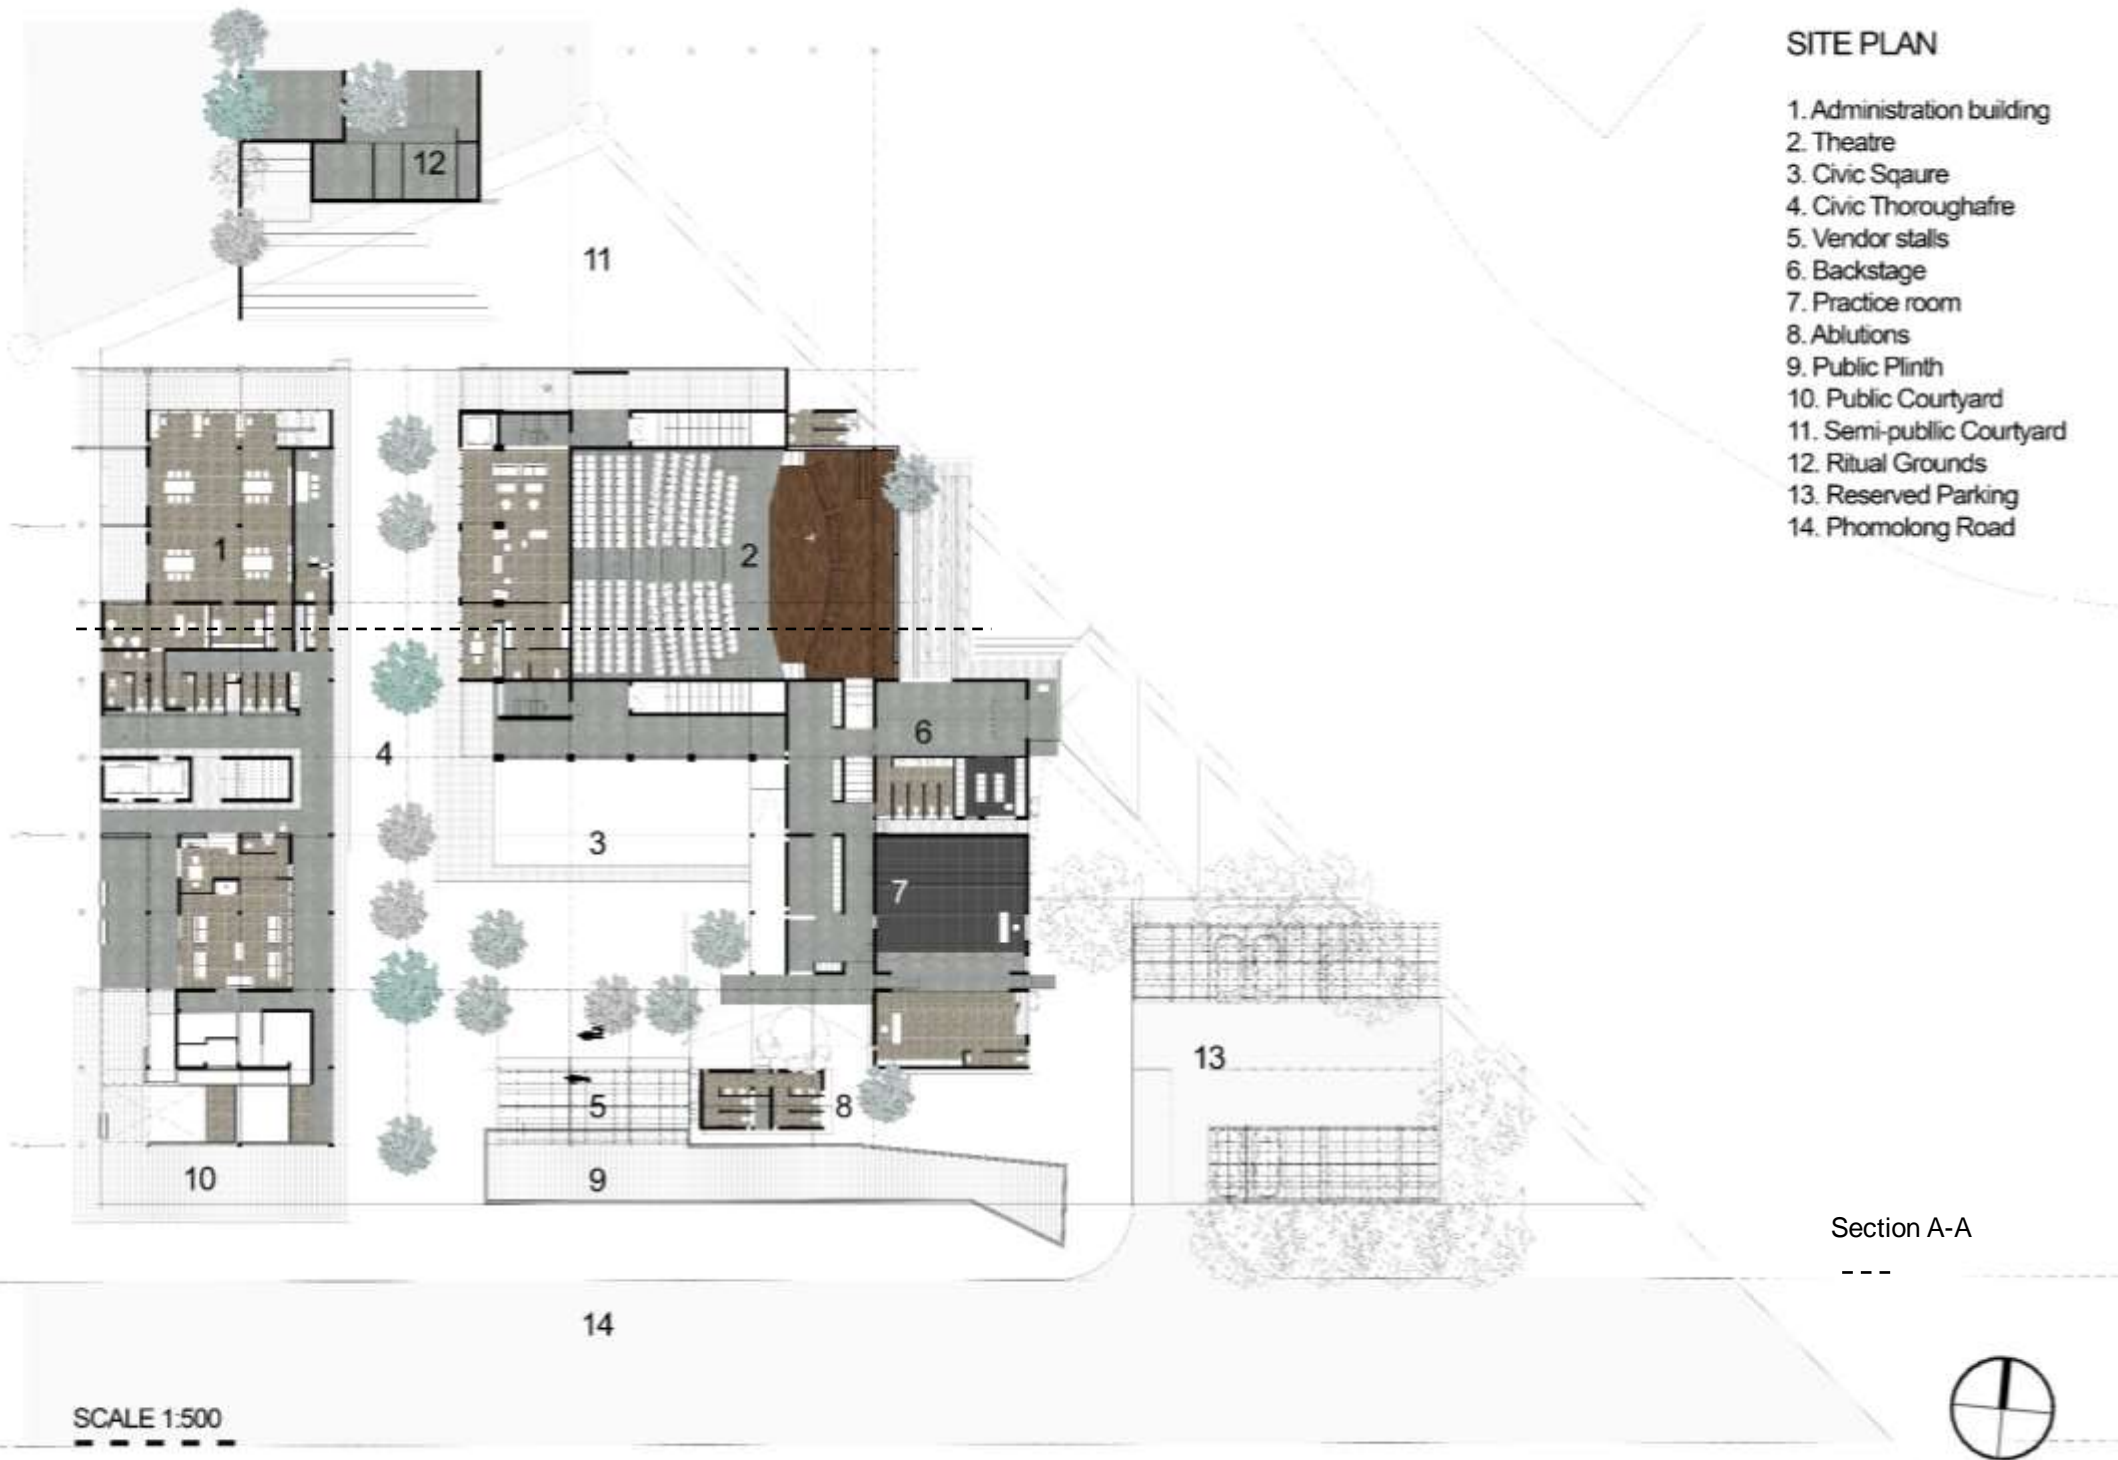 SITE PLAN
1. Administration building
2. Theatre
3. Civic Sqaure
4. Civic Thoroughafre
5. Vendor stalls
6. Backstage
7. Practice room
8. Ablutions
9. Public Plinth
10. Public Courtyard
11. Semi-publlic Courtyard
12. Ritual Grounds
13. Reserved Parking
14. Phomolong Road
12
11
1
2
6
4
3
7
13
5
8
10
9
Section A-A
14
SCALE 1:500